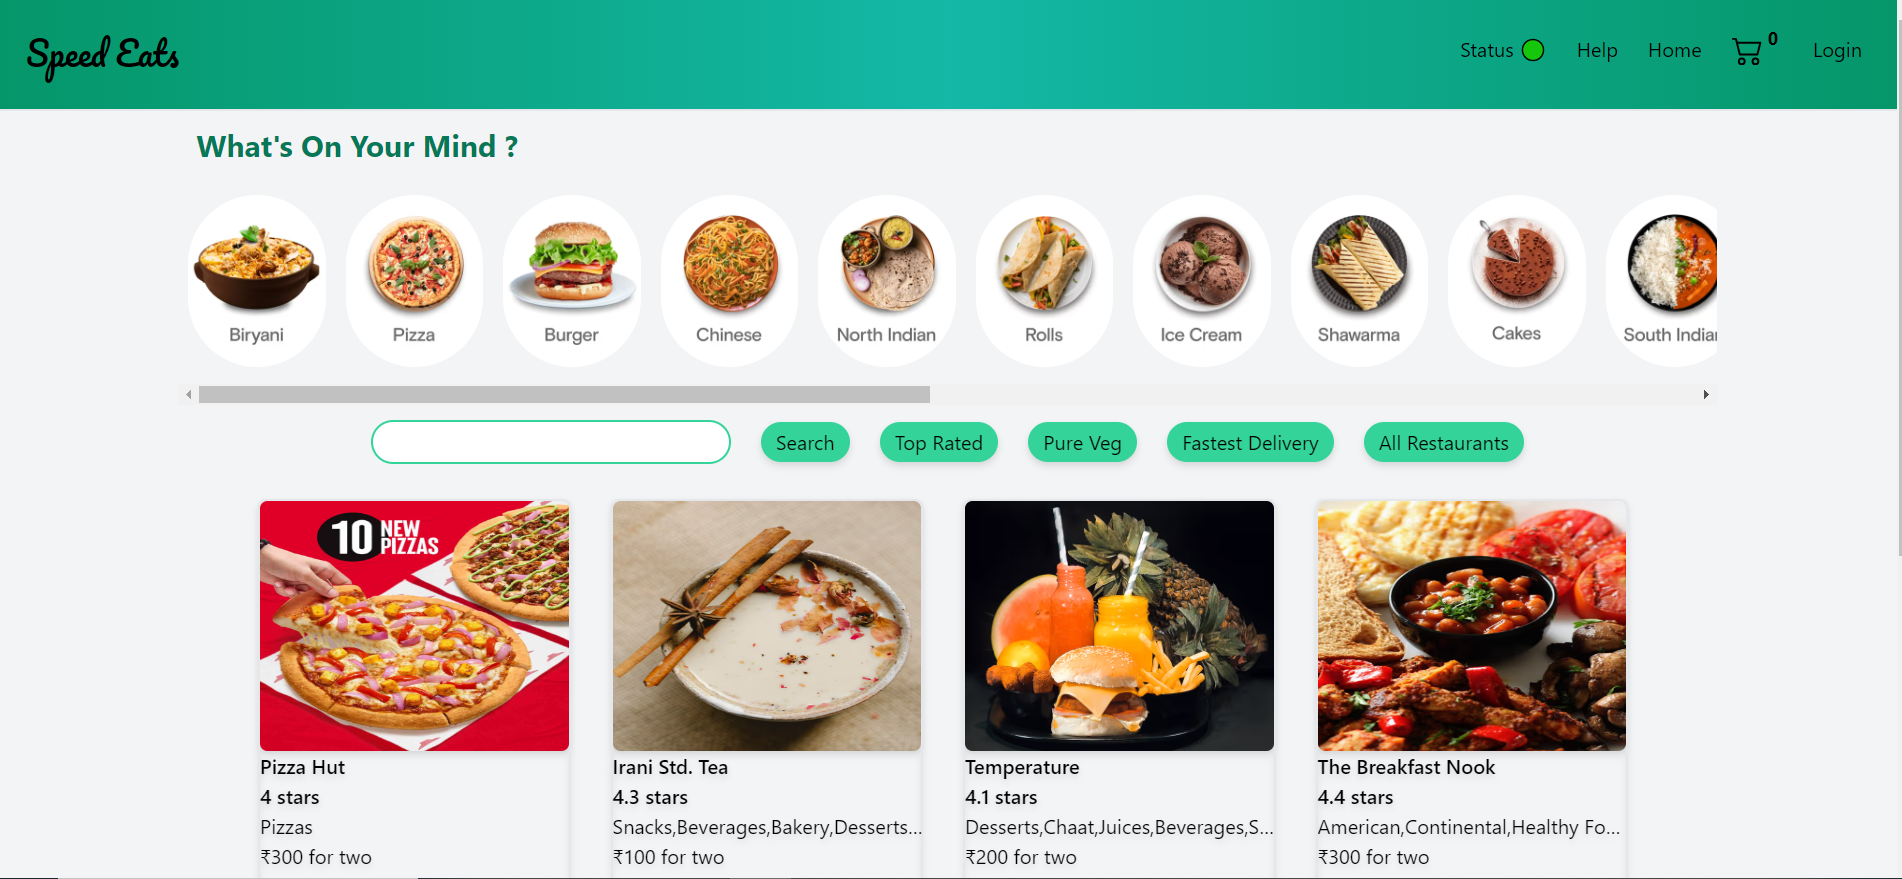 Speed Eats
Status Help Home 0 Login
What's On Your Mind ?
Biryani Pizza Burger Chinese North Indian Rolls Ice Cream Shawarma Cakes South Indian
Search Top Rated Pure Veg Fastest Delivery All Restaurants
10 NEW PIZZAS
Pizza Hut
4 stars
Pizzas
₹300 for two
Irani Std. Tea
4.3 stars
Snacks,Beverages,Bakery,Desserts...
₹100 for two
Temperature
4.1 stars
Desserts,Chaat,Juices,Beverages,S...
₹200 for two
The Breakfast Nook
4.4 stars
American,Continental,Healthy Fo...
₹300 for two